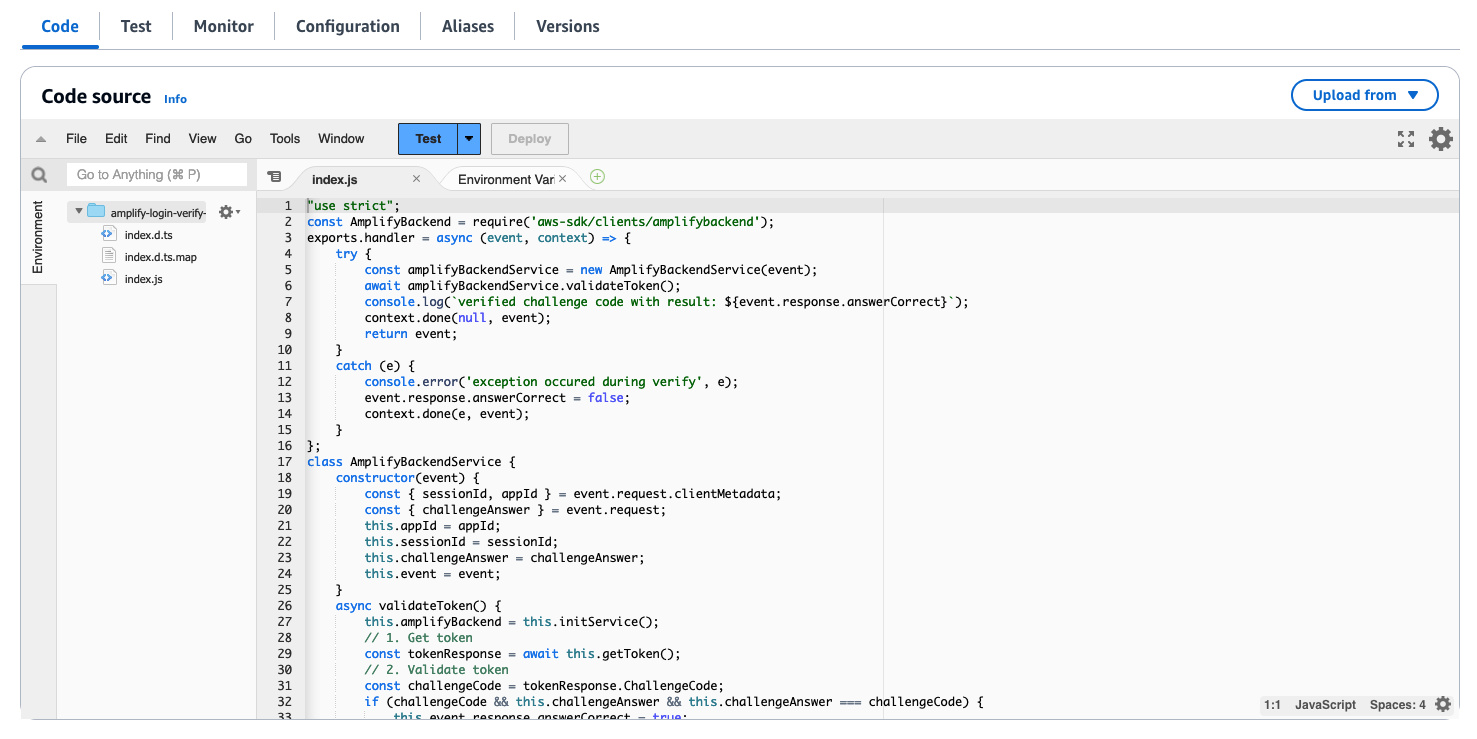 Code Test Monitor Configuration Aliases Versions
Code source Info
Upload from
File Edit Find View Go Tools Window Test Deploy
Go to Anything (⌘ P)
index.js
Environment Vari
Environment
amplify-login-verify-
index.d.ts
index.d.ts.map
index.js
1 "use strict";
2 const AmplifyBackend = require('aws-sdk/clients/amplifybackend');
3 exports.handler = async (event, context) => {
4     try {
5         const amplifyBackendService = new AmplifyBackendService(event);
6         await amplifyBackendService.validateToken();
7         console.log(`verified challenge code with result: ${event.response.answerCorrect}`);
8         context.done(null, event);
9         return event;
10     }
11     catch (e) {
12         console.error('exception occured during verify', e);
13         event.response.answerCorrect = false;
14         context.done(e, event);
15     }
16 };
17 class AmplifyBackendService {
18     constructor(event) {
19         const { sessionId, appId } = event.request.clientMetadata;
20         const { challengeAnswer } = event.request;
21         this.appId = appId;
22         this.sessionId = sessionId;
23         this.challengeAnswer = challengeAnswer;
24         this.event = event;
25     }
26     async validateToken() {
27         this.amplifyBackend = this.initService();
28         // 1. Get token
29         const tokenResponse = await this.getToken();
30         // 2. Validate token
31         const challengeCode = tokenResponse.ChallengeCode;
32         if (challengeCode && this.challengeAnswer && this.challengeAnswer === challengeCode) {
33             this.event.response.answerCorrect = true;
1:1 JavaScript Spaces: 4